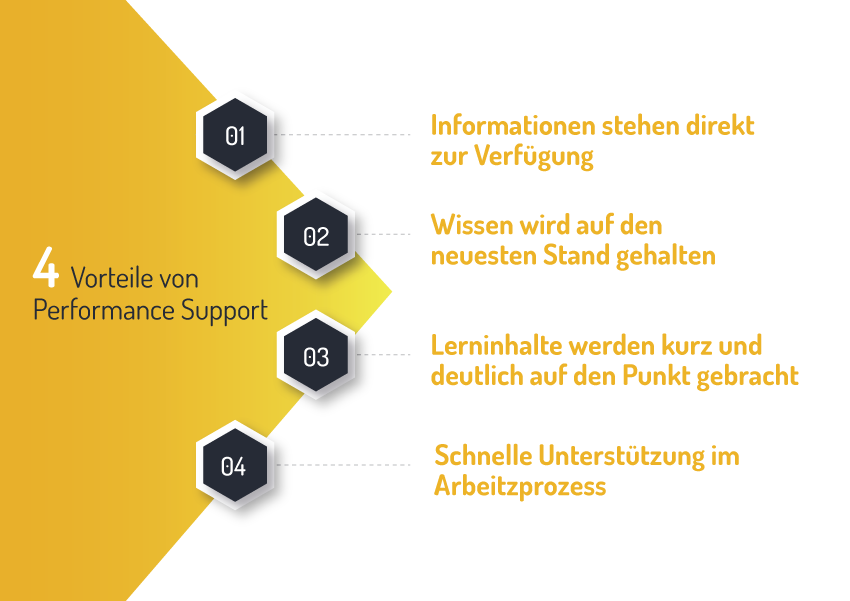 4 Vorteile von
Performance Support
01
Informationen stehen direkt
zur Verfügung
02
Wissen wird auf den
neuesten Stand gehalten
03
Lerninhalte werden kurz und
deutlich auf den Punkt gebracht
04
Schnelle Unterstützung im
Arbeitzprozess